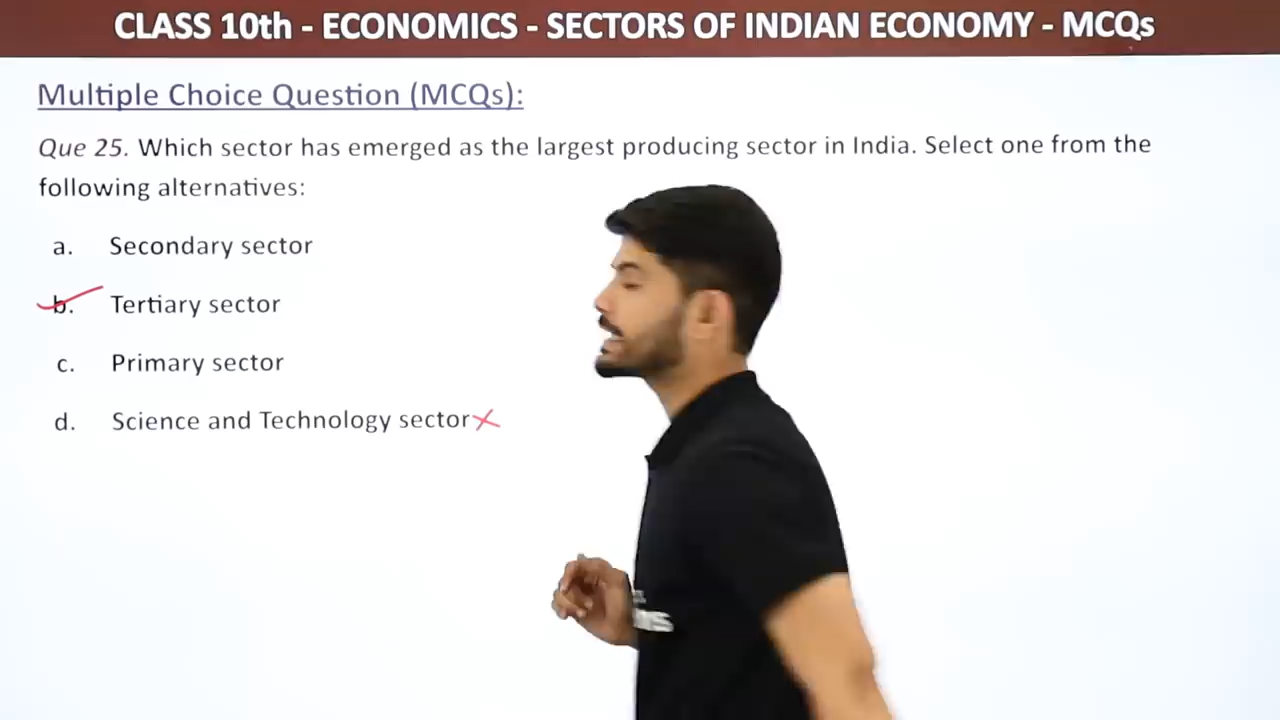 CLASS 10th - ECONOMICS - SECTORS OF INDIAN ECONOMY - MCQs
Multiple Choice Question (MCQs):
Que 25. Which sector has emerged as the largest producing sector in India. Select one from the
following alternatives:
a. Secondary sector
b. Tertiary sector
c. Primary sector
d. Science and Technology sector